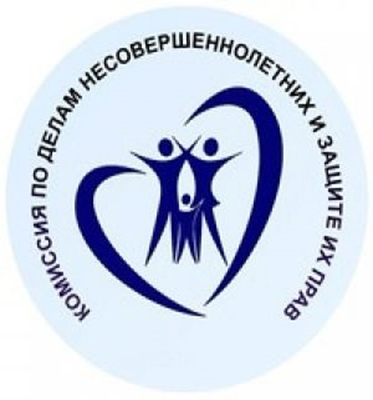 КОМИССИЯ ПО ДЕЛАМ НЕСОВЕРШЕННОЛЕТНИХ И ЗАЩИТЕ ИХ ПРАВ